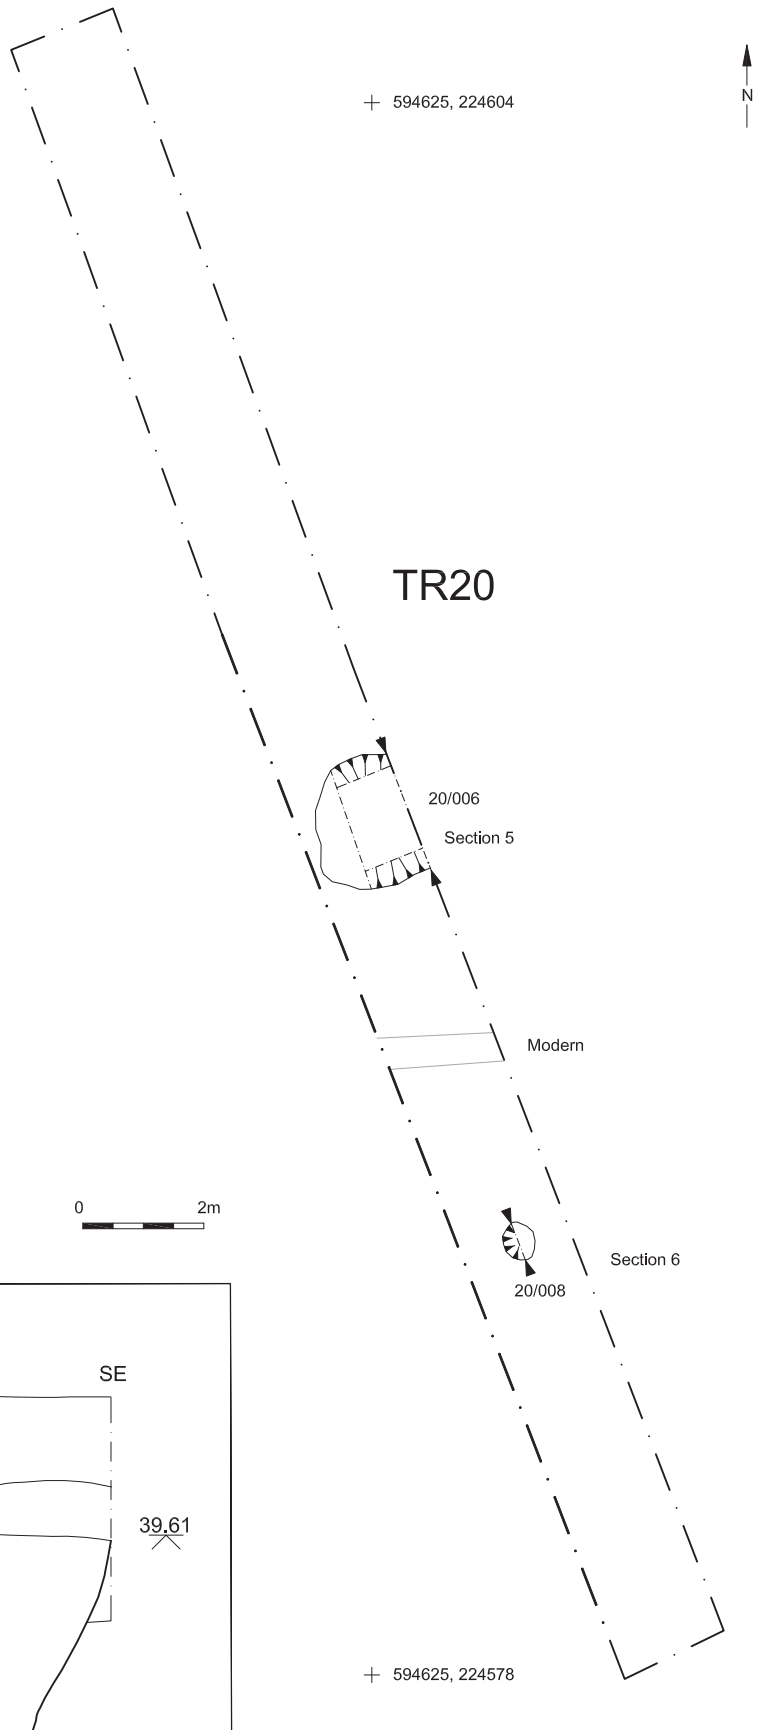 594625, 224604
N
TR20
20/006
Section 5
Modern
0 2m
Section 6
20/008
SE
39.61
594625, 224578